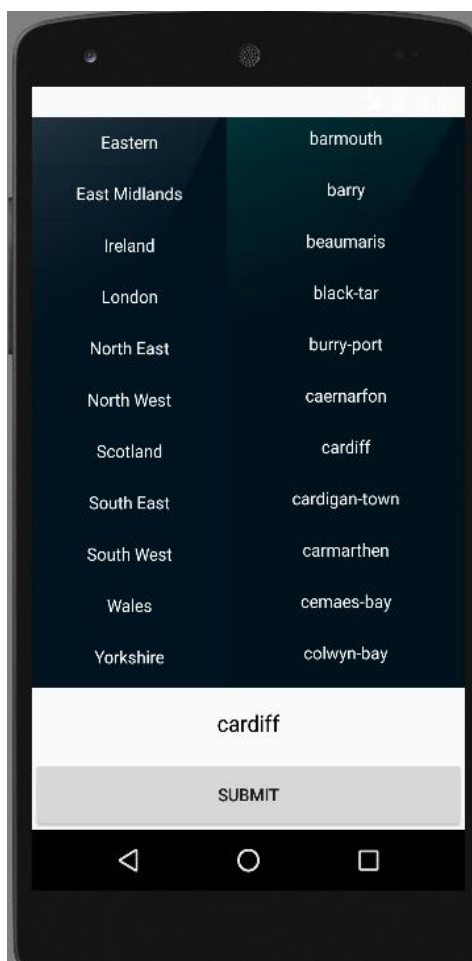 Eastern
East Midlands
Ireland
London
North East
North West
Scotland
South East
South West
Wales
Yorkshire
barmouth
barry
beaumaris
black-tar
burry-port
caernarfon
cardiff
cardigan-town
carmarthen
cemaes-bay
colwyn-bay
cardiff
SUBMIT